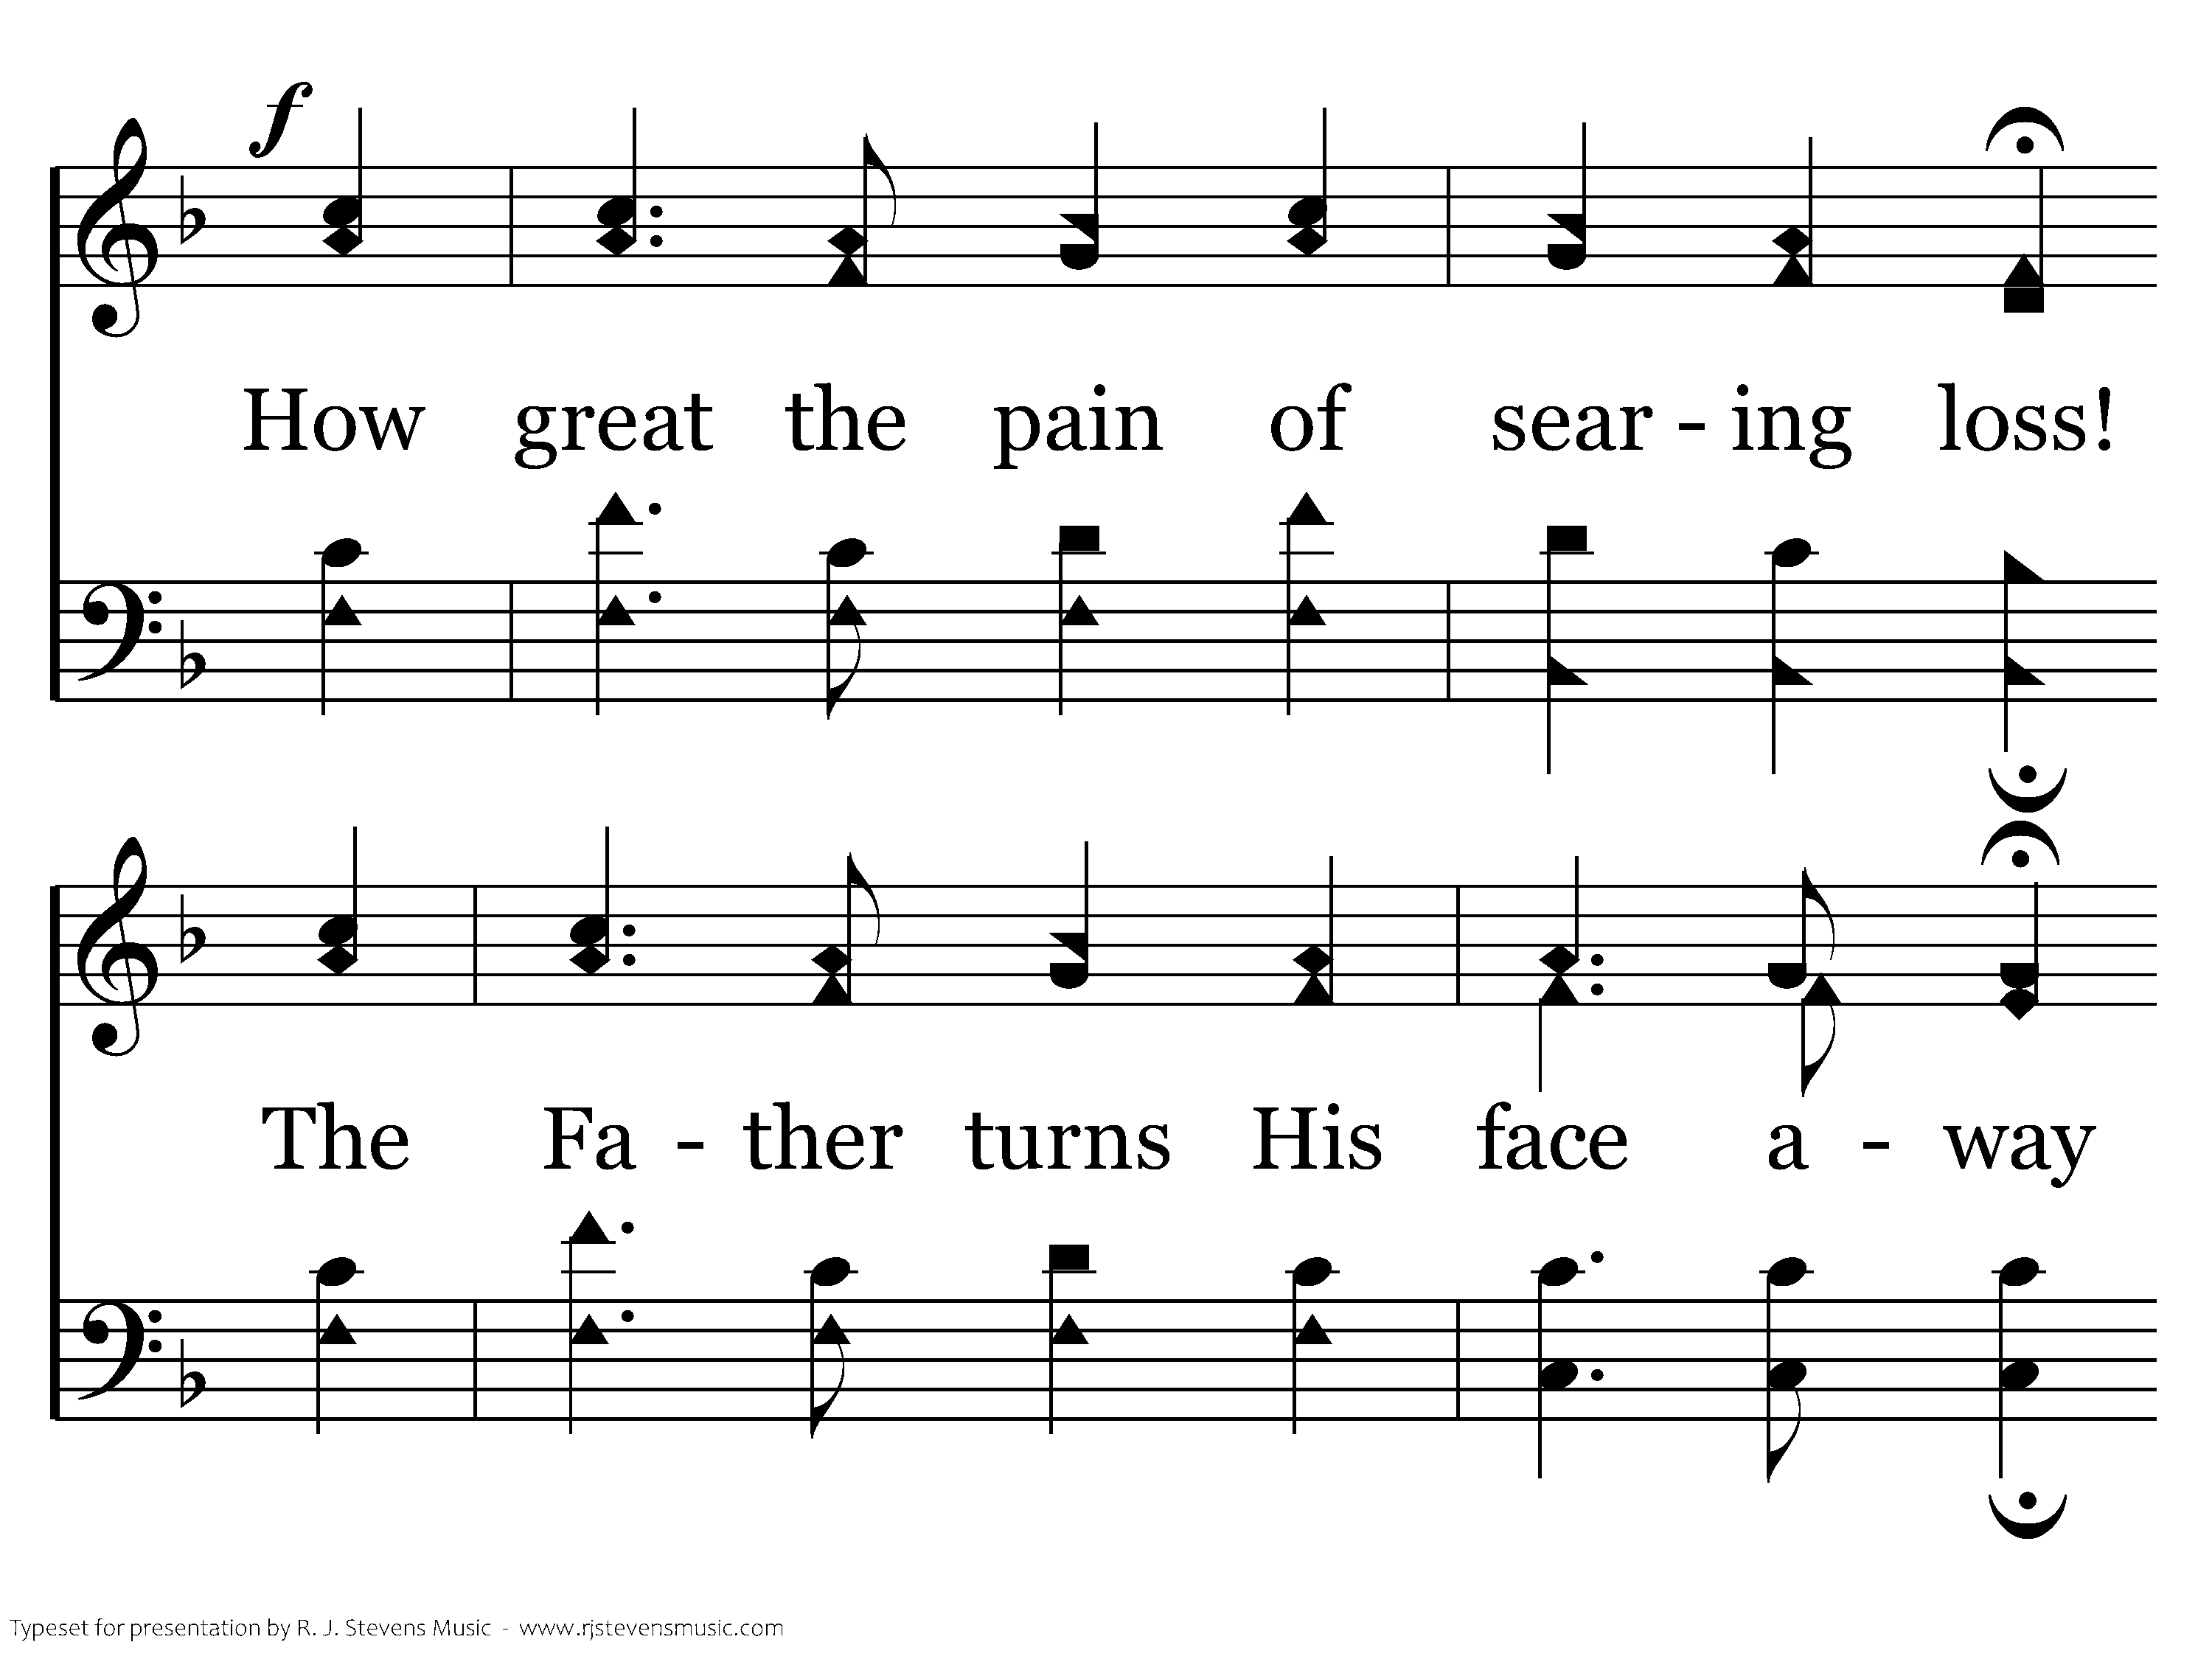 f
How great the pain of sear - ing loss!
The Fa - ther turns His face a - way
Typeset for presentation by R. J. Stevens Music - www.rjstevensmusic.com